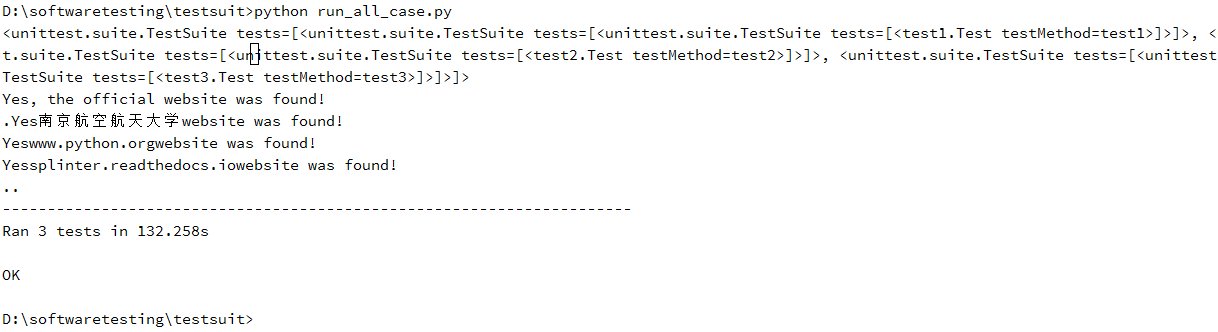 D:\softwaretesting\testsuit>python run_all_case.py
<unittest.suite.TestSuite tests=[<unittest.suite.TestSuite tests=[<unittest.suite.TestSuite tests=[<test1.Test testMethod=test1>]>]>, <
t.suite.TestSuite tests=[<unittest.suite.TestSuite tests=[<test2.Test testMethod=test2>]>]>, <unittest.suite.TestSuite tests=[<unittest
TestSuite tests=[<test3.Test testMethod=test3>]>]>]>
Yes, the official website was found!
.Yes南京航空航天大学website was found!
Yeswww.python.orgwebsite was found!
Yessplinter.readthedocs.iowebsite was found!
..
----------------------------------------------------------------------
Ran 3 tests in 132.258s
OK
D:\softwaretesting\testsuit>